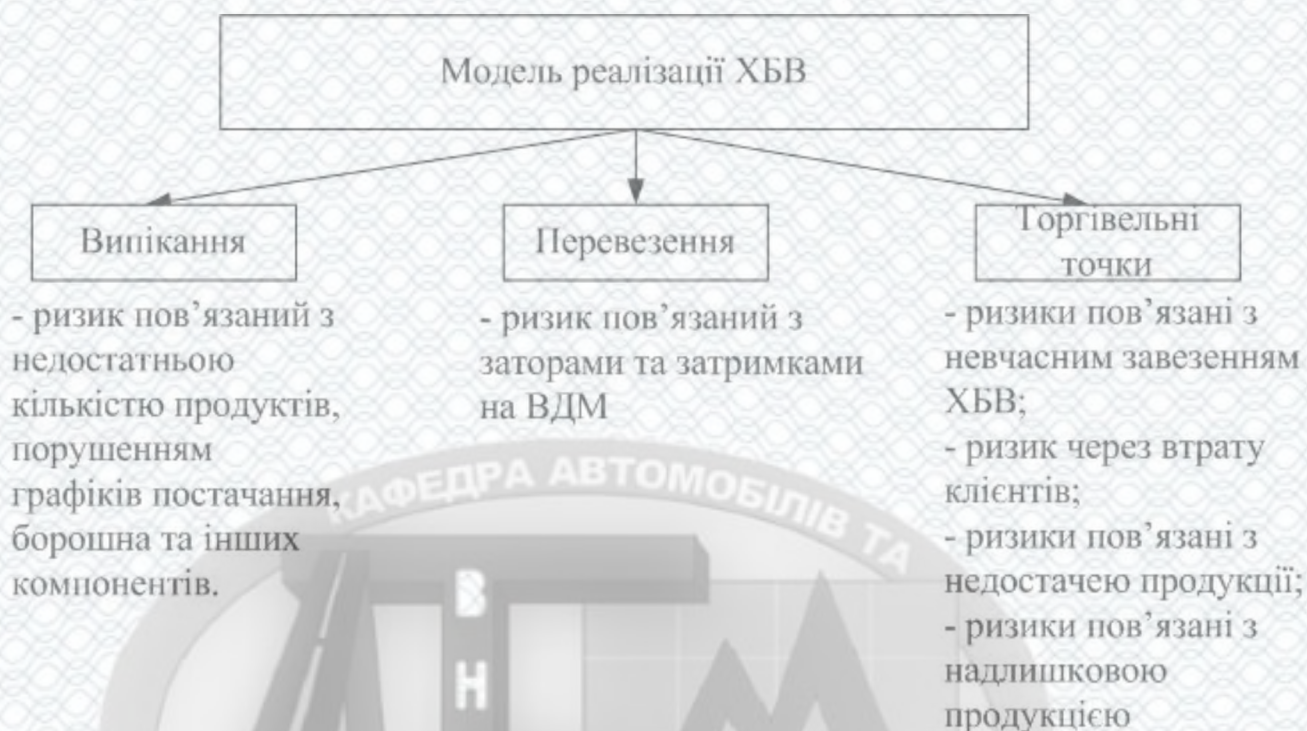 Модель реалізації ХБВ
Випікання
- ризик пов’язаний з
недостатньою
кількістю продуктів,
порушенням
графіків постачання,
борошна та інших
компонентів.
Перевезення
- ризик пов’язаний з
заторами та затримками
на ВДМ
Торгівельні
точки
- ризики пов’язані з
невчасним завезенням
ХБВ;
- ризик через втрату
клієнтів;
- ризики пов’язані з
недостачею продукції;
- ризики пов’язані з
надлишковою
продукцією
КАФЕДРА АВТОМОБІЛІВ ТА
В
Н